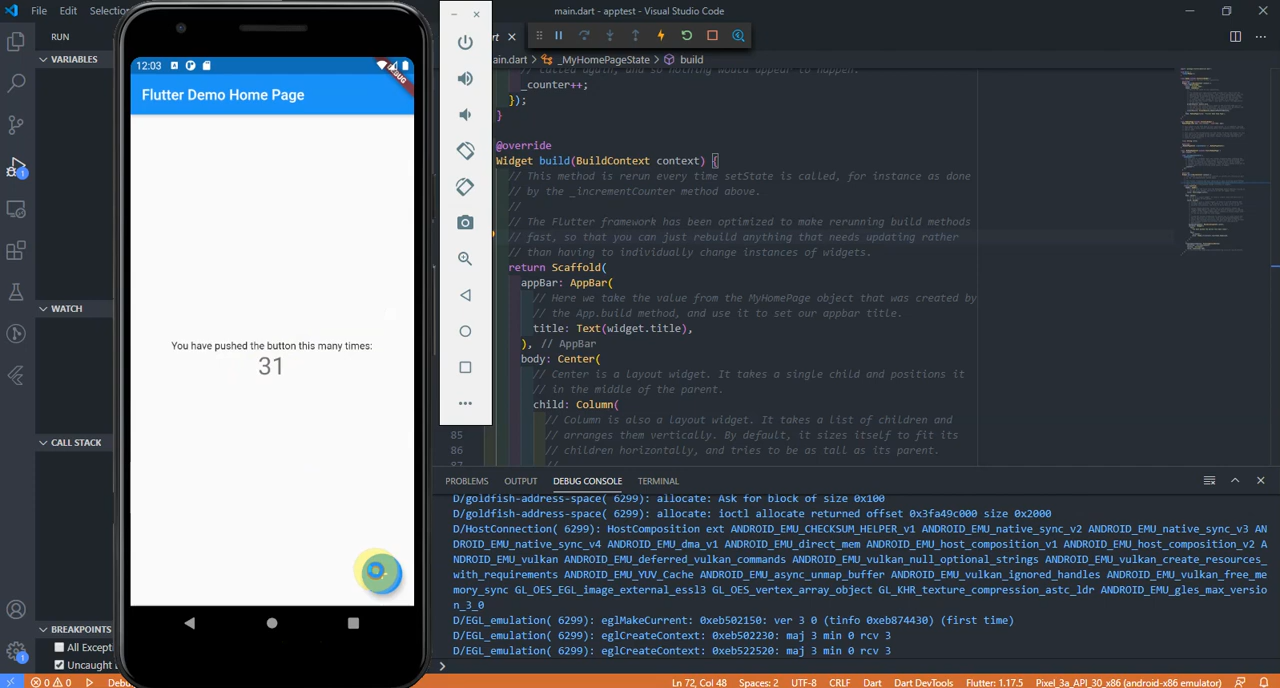 File Edit Selectio
main.dart - apptest - Visual Studio Code
RUN
VARIABLES
WATCH
CALL STACK
BREAKPOINTS
All Except
Uncaught E
12:03
DEBUG
Flutter Demo Home Page
You have pushed the button this many times:
31
ain.dart > _MyHomePageState > build
// called again, and so nothing would appear to happen.
_counter++;
});
}
@override
Widget build(BuildContext context) {
// This method is rerun every time setState is called, for instance as done
// by the _incrementCounter method above.
//
// The Flutter framework has been optimized to make rerunning build methods
// fast, so that you can just rebuild anything that needs updating rather
// than having to individually change instances of widgets.
return Scaffold(
appBar: AppBar(
// Here we take the value from the MyHomePage object that was created by
// the App.build method, and use it to set our appbar title.
title: Text(widget.title),
), // AppBar
body: Center(
// Center is a layout widget. It takes a single child and positions it
// in the middle of the parent.
child: Column(
// Column is also a layout widget. It takes a list of children and
85 // arranges them vertically. By default, it sizes itself to fit its
86 // children horizontally, and tries to be as tall as its parent.
87 //
PROBLEMS OUTPUT DEBUG CONSOLE TERMINAL
D/goldfish-address-space( 6299): allocate: Ask for block of size 0x100
D/goldfish-address-space( 6299): allocate: ioctl allocate returned offset 0x3fa49c000 size 0x2000
D/HostConnection( 6299): HostComposition ext ANDROID_EMU_CHECKSUM_HELPER_v1 ANDROID_EMU_native_sync_v2 ANDROID_EMU_native_sync_v3 AN
DROID_EMU_native_sync_v4 ANDROID_EMU_dma_v1 ANDROID_EMU_direct_mem ANDROID_EMU_host_composition_v1 ANDROID_EMU_host_composition_v2 A
NDROID_EMU_vulkan ANDROID_EMU_deferred_vulkan_commands ANDROID_EMU_vulkan_null_optional_strings ANDROID_EMU_vulkan_create_resources_
with_requirements ANDROID_EMU_YUV_Cache ANDROID_EMU_async_unmap_buffer ANDROID_EMU_vulkan_ignored_handles ANDROID_EMU_vulkan_free_me
mory_sync GL_OES_EGL_image_external_essl3 GL_OES_vertex_array_object GL_KHR_texture_compression_astc_ldr ANDROID_EMU_gles_max_versio
n_3_0
D/EGL_emulation( 6299): eglMakeCurrent: 0xeb502150: ver 3 0 (tinfo 0xeb874430) (first time)
D/EGL_emulation( 6299): eglCreateContext: 0xeb502230: maj 3 min 0 rcv 3
D/EGL_emulation( 6299): eglCreateContext: 0xeb522520: maj 3 min 0 rcv 3
0 0 Debu
Ln 72, Col 48 Spaces: 2 UTF-8 CRLF Dart Dart DevTools Flutter: 1.17.5 Pixel_3a_API_30_x86 (android-x86 emulator)